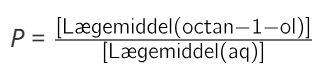 P = [Lægemiddel(octan−1−ol)] / [Lægemiddel(aq)]